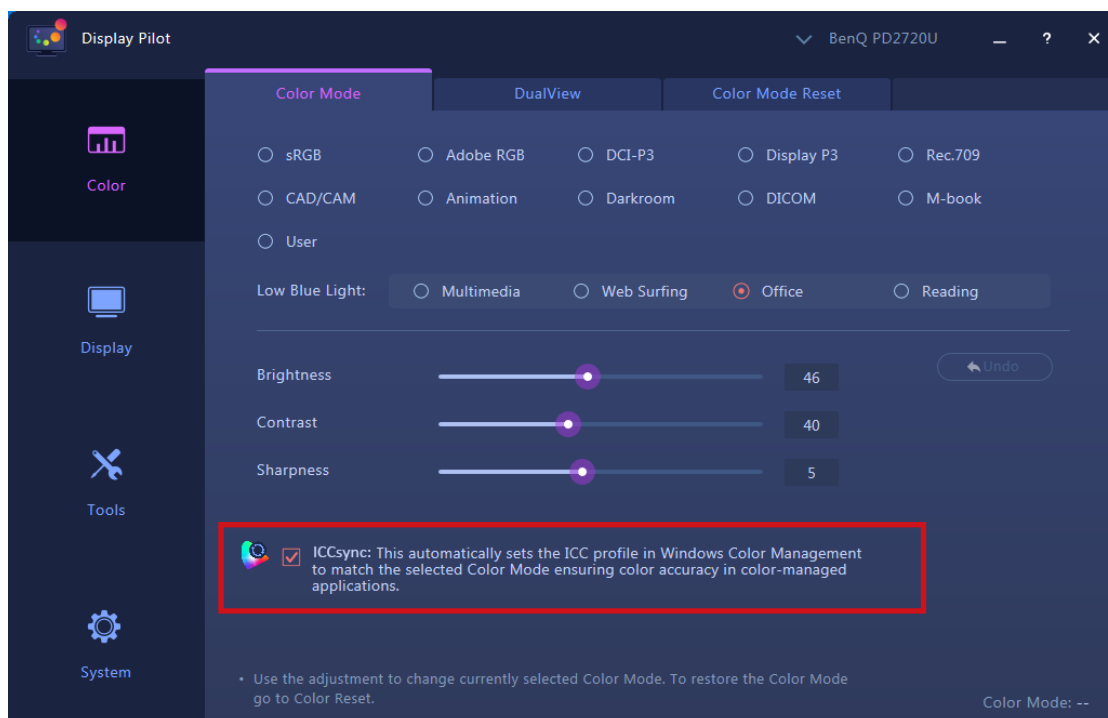 Display Pilot
BenQ PD2720U
?
Color Mode
DualView
Color Mode Reset
Color
Display
Tools
System
sRGB
Adobe RGB
DCI-P3
Display P3
Rec.709
CAD/CAM
Animation
Darkroom
DICOM
M-book
User
Low Blue Light:
Multimedia
Web Surfing
Office
Reading
Brightness
46
Undo
Contrast
40
Sharpness
5
ICCsync: This automatically sets the ICC profile in Windows Color Management
to match the selected Color Mode ensuring color accuracy in color-managed
applications.
• Use the adjustment to change currently selected Color Mode. To restore the Color Mode
go to Color Reset.
Color Mode: --